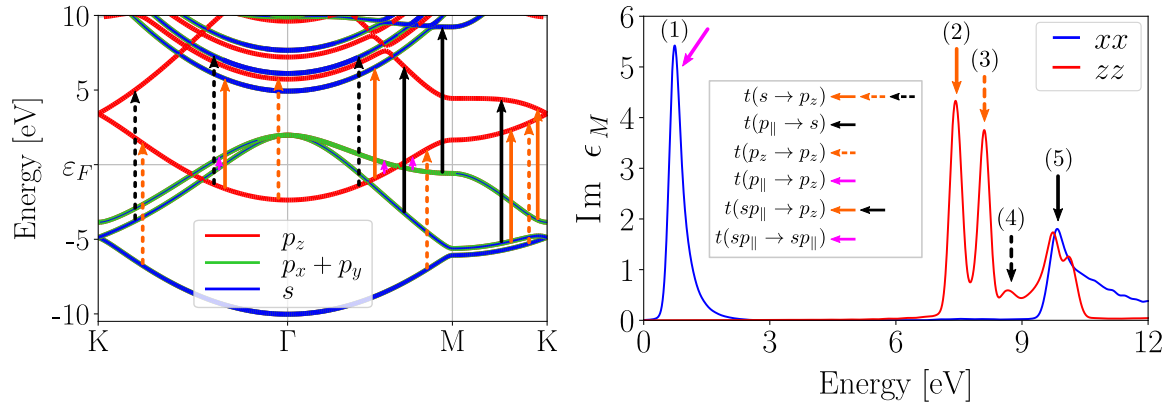 10
5
ε_F
-5
-10
Energy [eV]
K
Γ
M
K
p_z
p_x + p_y
s
6
5
4
3
2
1
0
Im ϵ_M
0
3
6
9
12
Energy [eV]
(1)
(2)
(3)
(4)
(5)
xx
zz
t(s → p_z)
t(p_∥ → s)
t(p_z → p_z)
t(p_∥ → p_z)
t(sp_∥ → p_z)
t(sp_∥ → sp_∥)